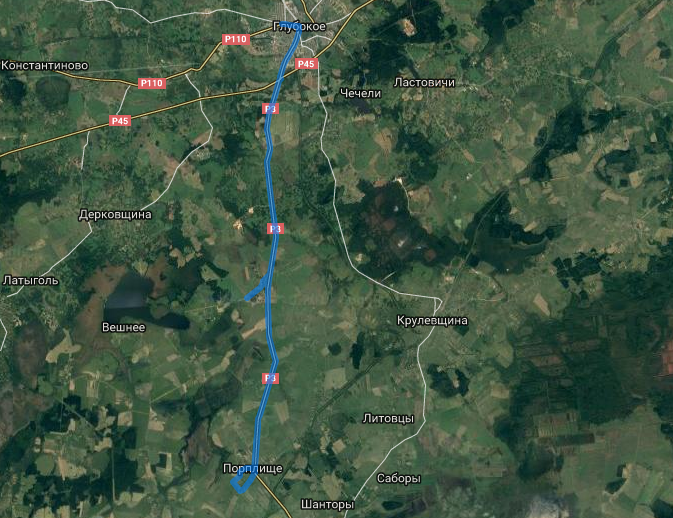 Глубокое
Р110
Константиново
Р45
Р110
Ластовичи
Чечели
Р3
Р45
Дерковщина
Р3
Латыголь
Вешнее
Крулевщина
Р3
Литовцы
Порплище
Саборы
Шанторы